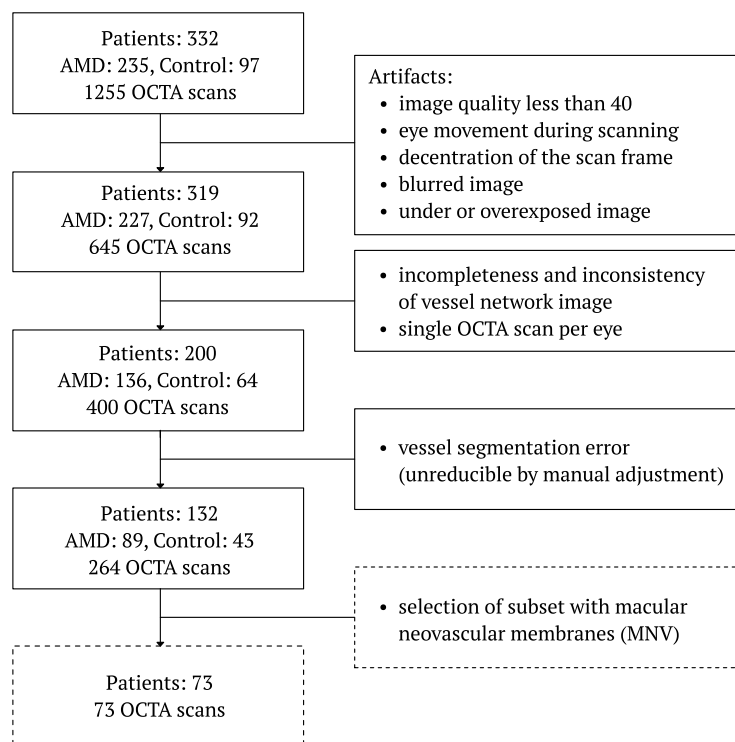 Patients: 332
AMD: 235, Control: 97
1255 OCTA scans
Artifacts:
• image quality less than 40
• eye movement during scanning
• decentration of the scan frame
• blurred image
• under or overexposed image
Patients: 319
AMD: 227, Control: 92
645 OCTA scans
• incompleteness and inconsistency
of vessel network image
• single OCTA scan per eye
Patients: 200
AMD: 136, Control: 64
400 OCTA scans
• vessel segmentation error
(unreducible by manual adjustment)
Patients: 132
AMD: 89, Control: 43
264 OCTA scans
• selection of subset with macular
neovascular membranes (MNV)
Patients: 73
73 OCTA scans